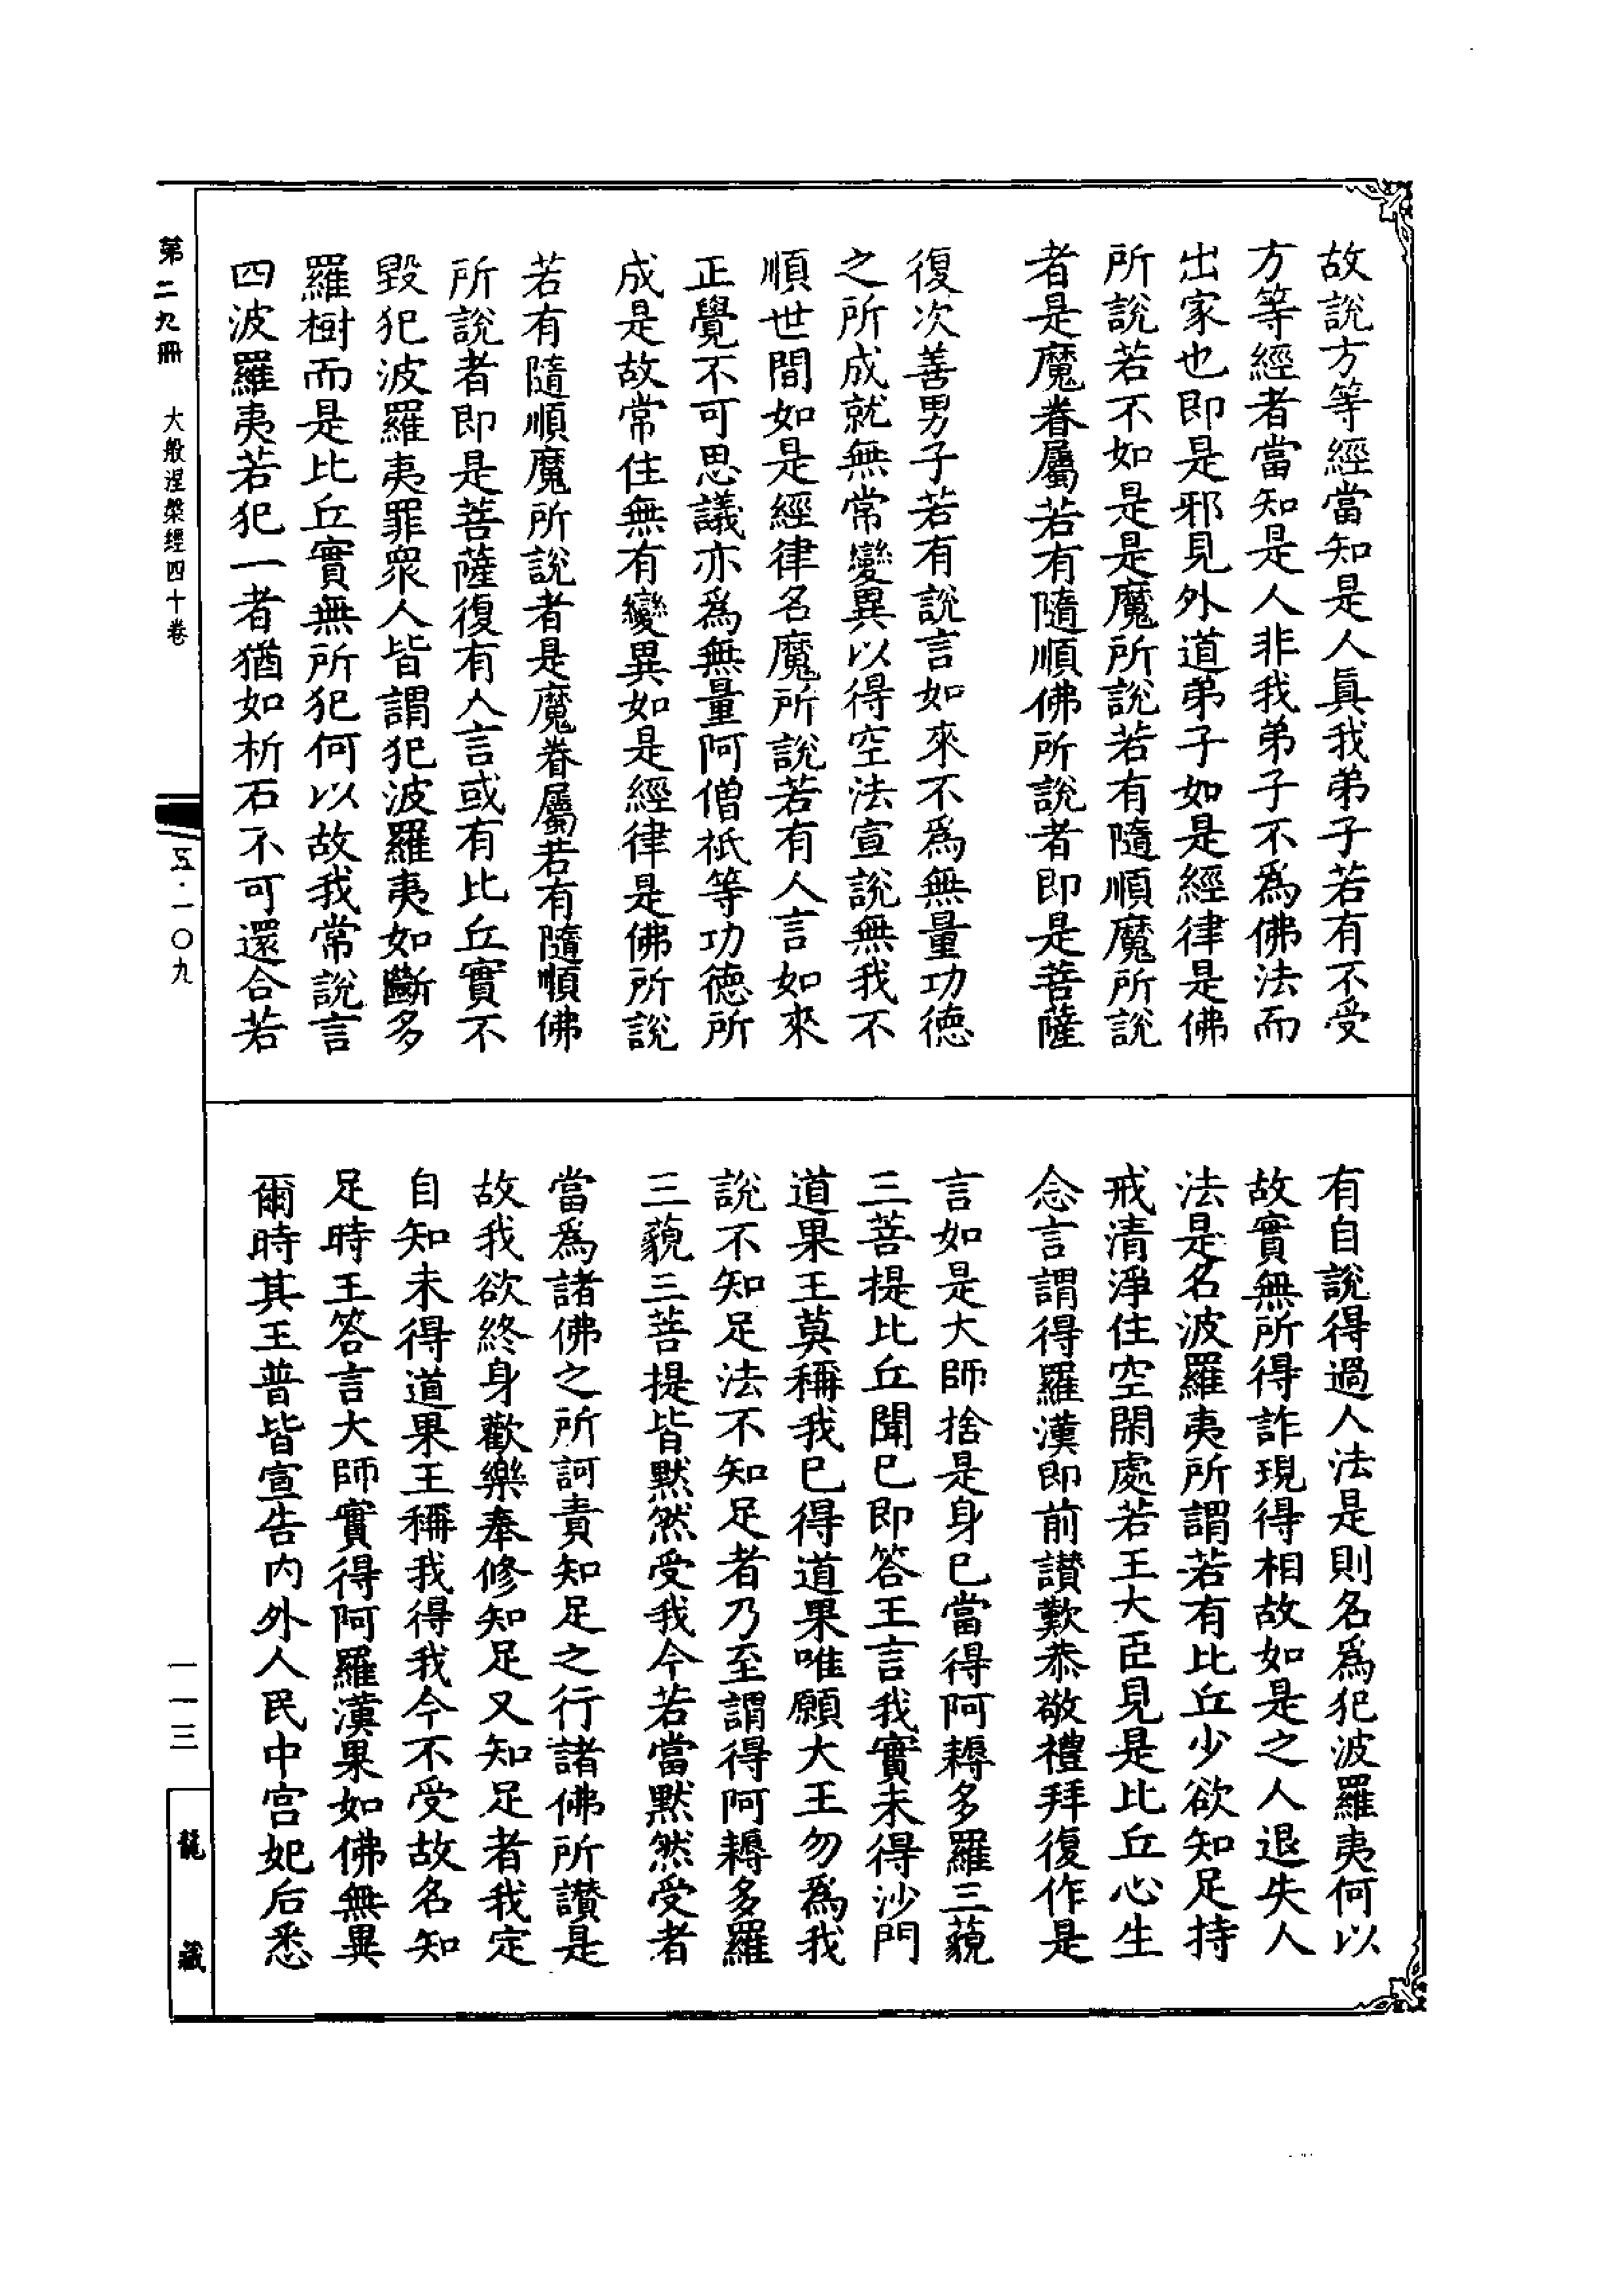 故說方等經當知是人眞我弟子若有不受
方等經者當知是人非我弟子不爲佛法而
出家也即是邪見外道弟子如是經律是佛
所說若不如是是魔所說若有隨順魔所說
者是魔眷屬若有隨順佛所說者即是菩薩
復次善男子若有說言如來不爲無量功德
之所成就無常變異以得空法宣說無我不
順世間如是經律名魔所說若有人言如來
正覺不可思議亦爲無量阿僧祇等功德所
成是故常住無有變異如是經律是佛所說
若有隨順魔所說者是魔眷屬若有隨順佛
所說者即是菩薩復有人言或有比丘實不
毀犯波羅夷罪衆人皆謂犯波羅夷如斷多
羅樹而是比丘實無所犯何以故我常說言
四波羅夷若犯一者猶如析石不可還合若
有自說得過人法是則名爲犯波羅夷何以
故實無所得詐現得相故如是之人退失人
法是名波羅夷所謂若有比丘少欲知足持
戒清淨住空閑處若王大臣見是比丘心生
念言謂得羅漢即前讃歎恭敬禮拜復作是
言如是大師捨是身已當得阿耨多羅三藐
三菩提比丘聞已即答王言我實未得沙門
道果王莫稱我已得道果唯願大王勿爲我
說不知足法不知足者乃至謂得阿耨多羅
三藐三菩提皆默然受我今若當默然受者
當爲諸佛之所訶責知足之行諸佛所讃是
故我欲終身歡樂奉修知足又知足者我定
自知未得道果王稱我得我今不受故名知
足時王答言大師實得阿羅漢果如佛無異
爾時其王普皆宣告內外人民中宮妃后悉
第二九冊 大般涅槃經四十卷
五·一〇九
一一三
龍藏